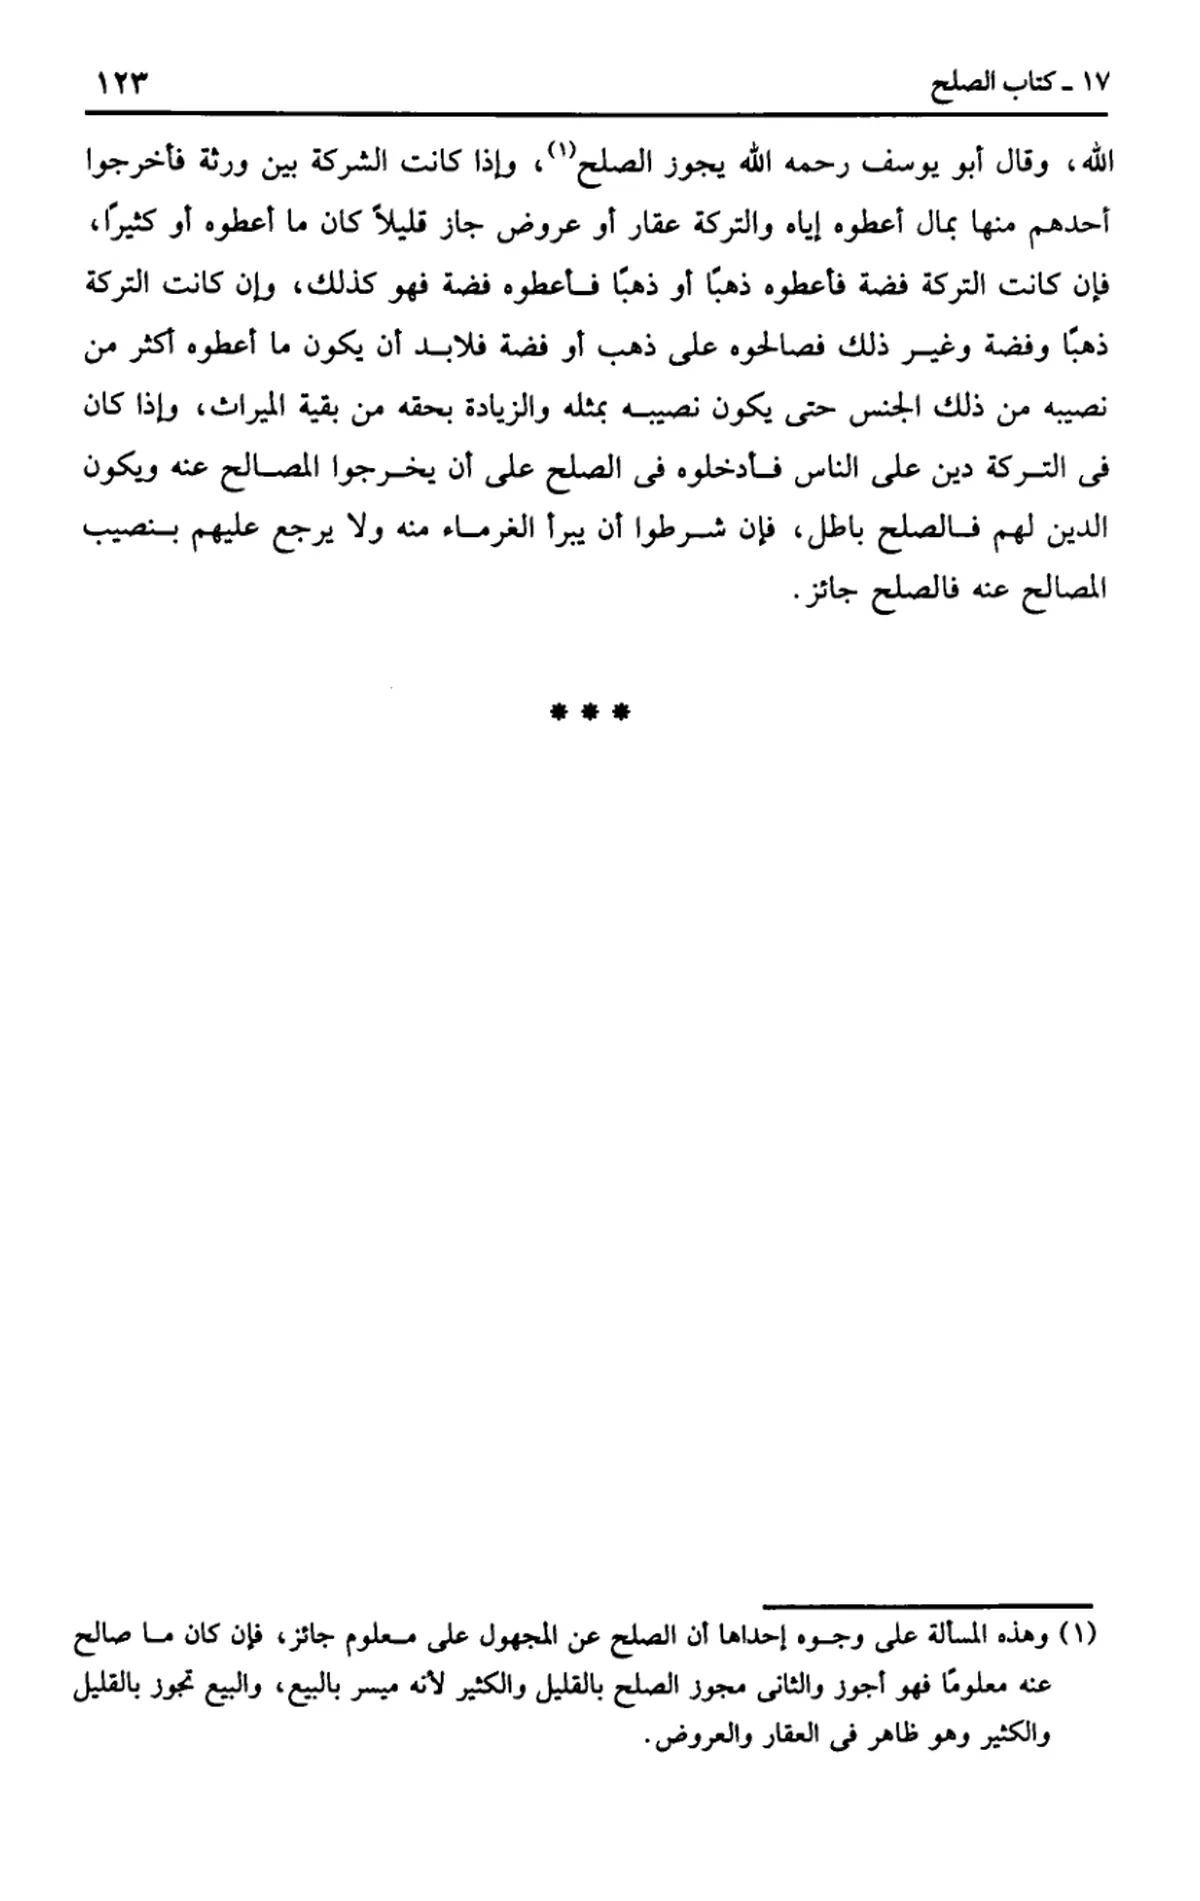 ١٧ ـ كتاب الصلح ١٢٣
الله، وقال أبو يوسف رحمه الله يجوز الصلح(١)، وإذا كانت الشركة بين ورثة فأخرجوا
أحدهم منها بمال أعطوه إياه والتركة عقار أو عروض جاز قليلاً كان ما أعطوه أو كثيرًا،
فإن كانت التركة فضة فأعطوه ذهبًا أو ذهبًا فأعطوه فضة فهو كذلك، وإن كانت التركة
ذهبًا وفضة وغير ذلك فصالحوه على ذهب أو فضة فلابد أن يكون ما أعطوه أكثر من
نصيبه من ذلك الجنس حتى يكون نصيبه بمثله والزيادة بحقه من بقية الميراث، وإذا كان
فى التركة دين على الناس فأدخلوه فى الصلح على أن يخرجوا المصالح عنه ويكون
الدين لهم فالصلح باطل، فإن شرطوا أن يبرأ الغرماء منه ولا يرجع عليهم بنصيب
المصالح عنه فالصلح جائز.
* * *
(١) وهذه المسألة على وجوه إحداها أن الصلح عن المجهول على معلوم جائز، فإن كان ما صالح
عنه معلومًا فهو أجوز والثانى مجوز الصلح بالقليل والكثير لأنه ميسر بالبيع، والبيع تجوز بالقليل
والكثير وهو ظاهر فى العقار والعروض.